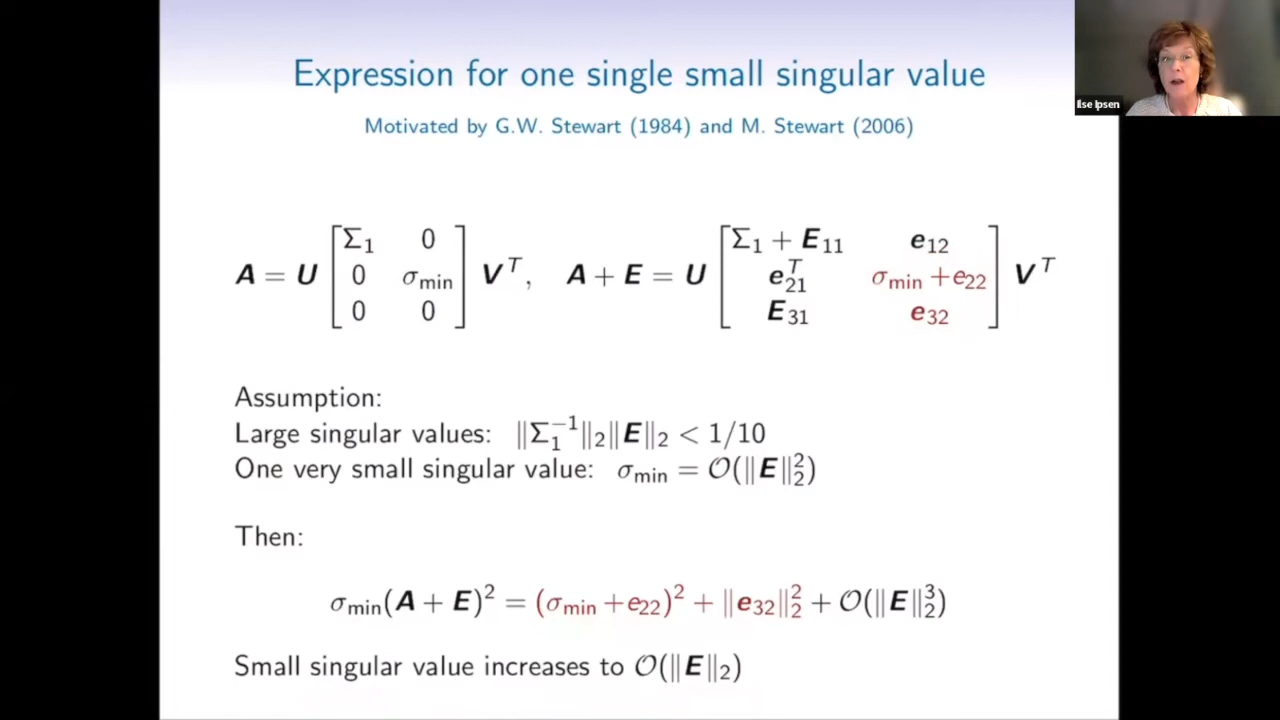 Expression for one single small singular value
Ilse Ipsen
Motivated by G.W. Stewart (1984) and M. Stewart (2006)
A = U [Σ₁ 0; 0 σ_min; 0 0] Vᵀ, A + E = U [Σ₁ + E₁₁ e₁₂; e₂₁ᵀ σ_min + e₂₂; E₃₁ e₃₂] Vᵀ
Assumption:
Large singular values: ‖Σ₁⁻¹‖₂‖E‖₂ < 1/10
One very small singular value: σ_min = O(‖E‖₂²)
Then:
σ_min(A + E)² = (σ_min + e₂₂)² + ‖e₃₂‖₂² + O(‖E‖₂³)
Small singular value increases to O(‖E‖₂)